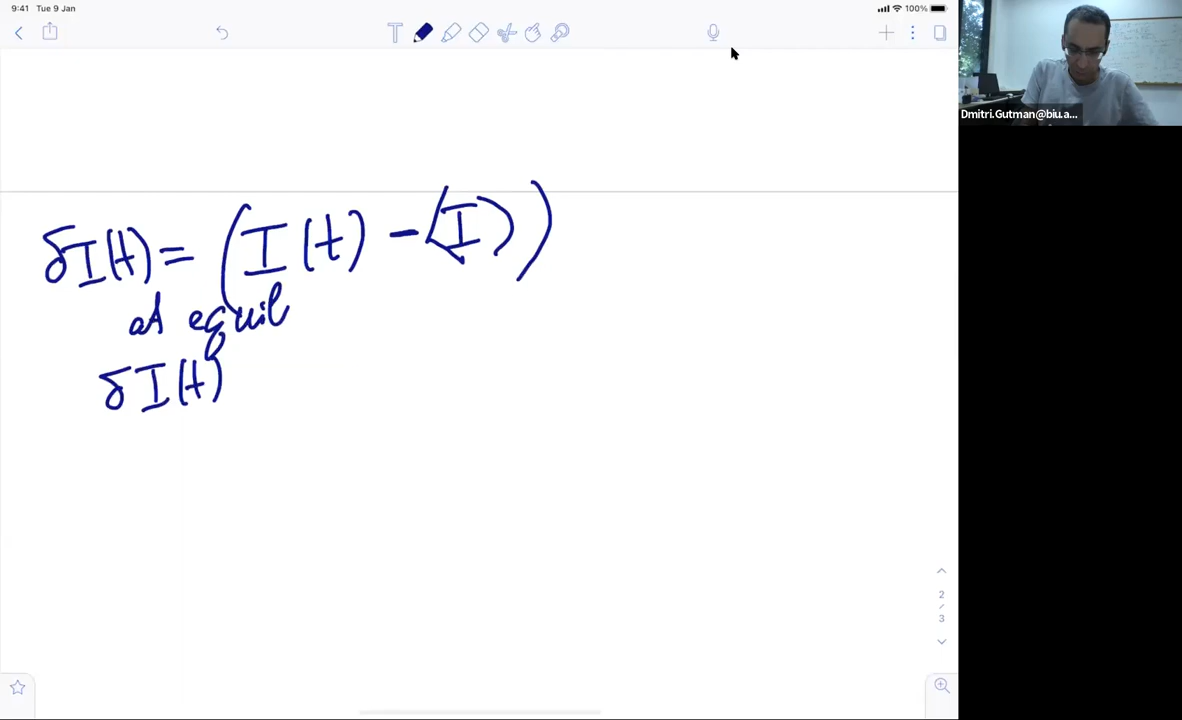 9:41 Tue 9 Jan
100%
T
Dmitri.Gutman@biu.a...
δI(t) = (I(t) - ⟨I⟩)
at equil
δI(t)
2
/
3